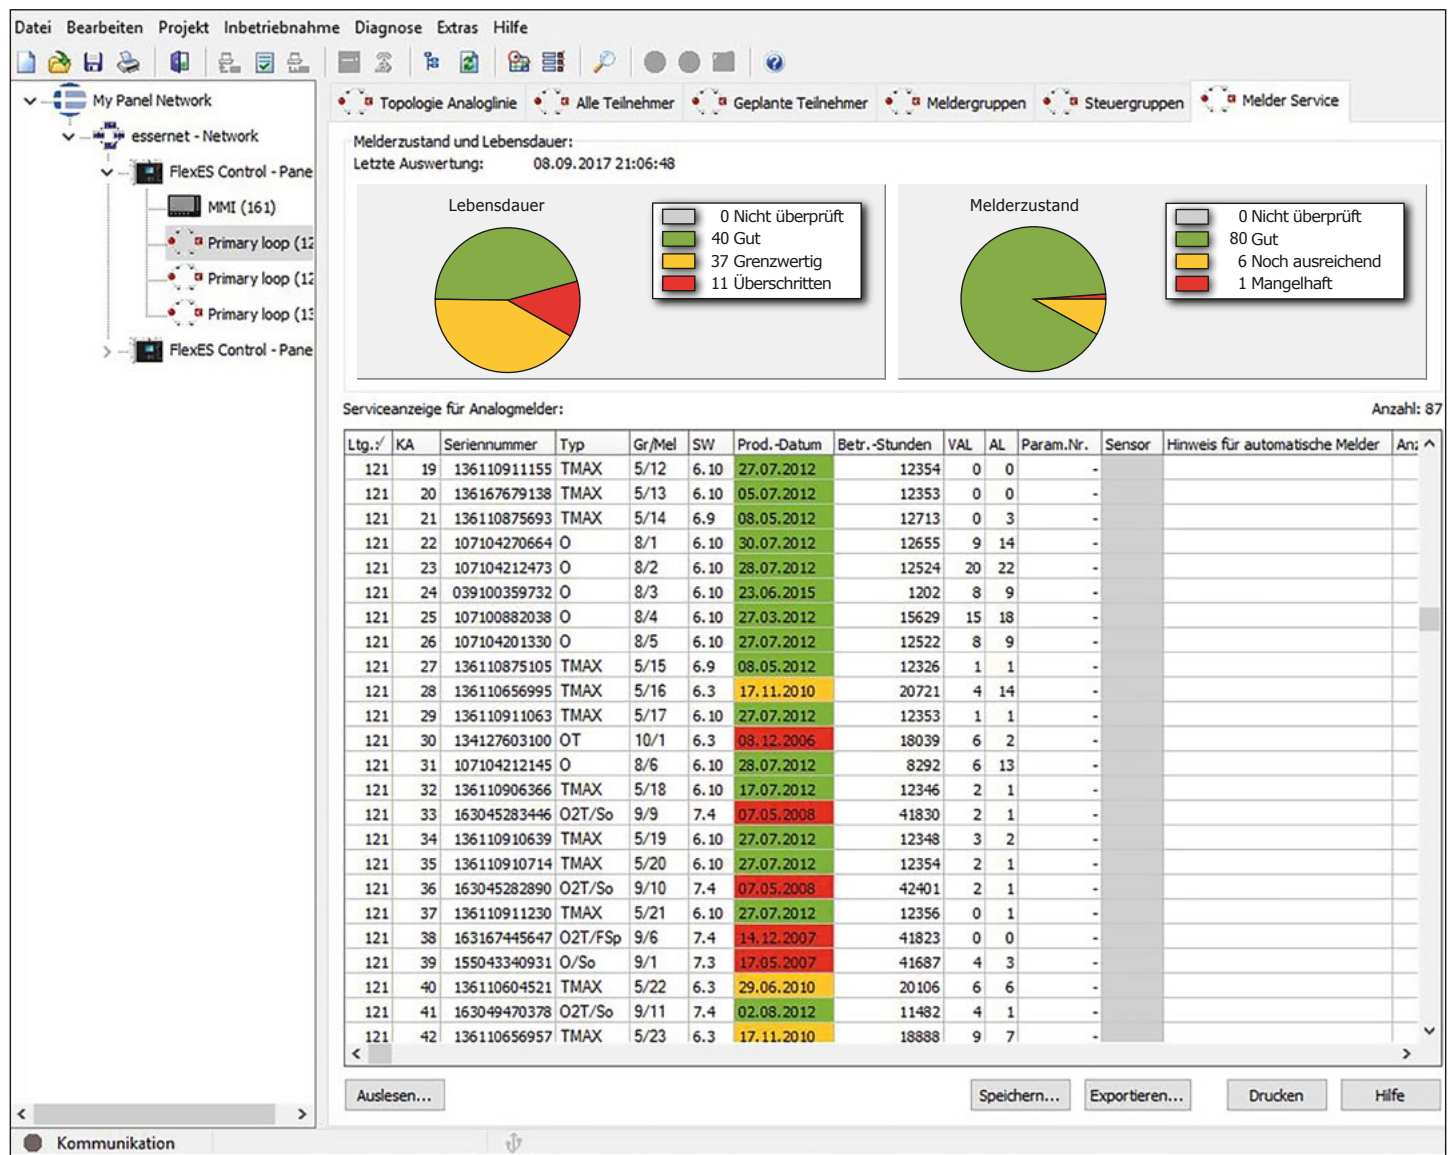 Datei Bearbeiten Projekt Inbetriebnahme Diagnose Extras Hilfe
My Panel Network
essernet - Network
FlexES Control - Pane
MMI (161)
Primary loop (12
Primary loop (12
Primary loop (13
FlexES Control - Pane
Topologie Analoglinie Alle Teilnehmer Geplante Teilnehmer Meldergruppen Steuergruppen Melder Service
Melderzustand und Lebensdauer:
Letzte Auswertung: 08.09.2017 21:06:48
Lebensdauer
0 Nicht überprüft
40 Gut
37 Grenzwertig
11 Überschritten
Melderzustand
0 Nicht überprüft
80 Gut
6 Noch ausreichend
1 Mangelhaft
Serviceanzeige für Analogmelder: Anzahl: 87
Ltg.: KA Seriennummer Typ Gr/Mel SW Prod.-Datum Betr.-Stunden VAL AL Param.Nr. Sensor Hinweis für automatische Melder Anz
121 19 136110911155 TMAX 5/12 6.10 27.07.2012 12354 0 0 -
121 20 136167679138 TMAX 5/13 6.10 05.07.2012 12353 0 0 -
121 21 136110875693 TMAX 5/14 6.9 08.05.2012 12713 0 3 -
121 22 107104270664 O 8/1 6.10 30.07.2012 12655 9 14 -
121 23 107104212473 O 8/2 6.10 28.07.2012 12524 20 22 -
121 24 039100359732 O 8/3 6.10 23.06.2015 1202 8 9 -
121 25 107100882038 O 8/4 6.10 27.03.2012 15629 15 18 -
121 26 107104201330 O 8/5 6.10 27.07.2012 12522 8 9 -
121 27 136110875105 TMAX 5/15 6.9 08.05.2012 12326 1 1 -
121 28 136110656995 TMAX 5/16 6.3 17.11.2010 20721 4 14 -
121 29 136110911063 TMAX 5/17 6.10 27.07.2012 12353 1 1 -
121 30 134127603100 OT 10/1 6.3 08.12.2006 18039 6 2 -
121 31 107104212145 O 8/6 6.10 28.07.2012 8292 6 13 -
121 32 136110906366 TMAX 5/18 6.10 17.07.2012 12346 2 1 -
121 33 163045283446 O2T/So 9/9 7.4 07.05.2008 41830 2 1 -
121 34 136110910639 TMAX 5/19 6.10 27.07.2012 12348 3 2 -
121 35 136110910714 TMAX 5/20 6.10 27.07.2012 12354 2 1 -
121 36 163045282890 O2T/So 9/10 7.4 07.05.2008 42401 2 1 -
121 37 136110911230 TMAX 5/21 6.10 27.07.2012 12356 0 1 -
121 38 163167445647 O2T/FSp 9/6 7.4 14.12.2007 41823 0 0 -
121 39 155043340931 O/So 9/1 7.3 17.05.2007 41687 4 3 -
121 40 136110604521 TMAX 5/22 6.3 29.06.2010 20106 6 6 -
121 41 163049470378 O2T/So 9/11 7.4 02.08.2012 11482 4 1 -
121 42 136110656957 TMAX 5/23 6.3 17.11.2010 18888 9 7 -
Auslesen... Speichern... Exportieren... Drucken Hilfe
Kommunikation